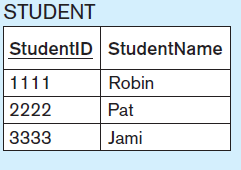 STUDENT
StudentID StudentName
1111 Robin
2222 Pat
3333 Jami